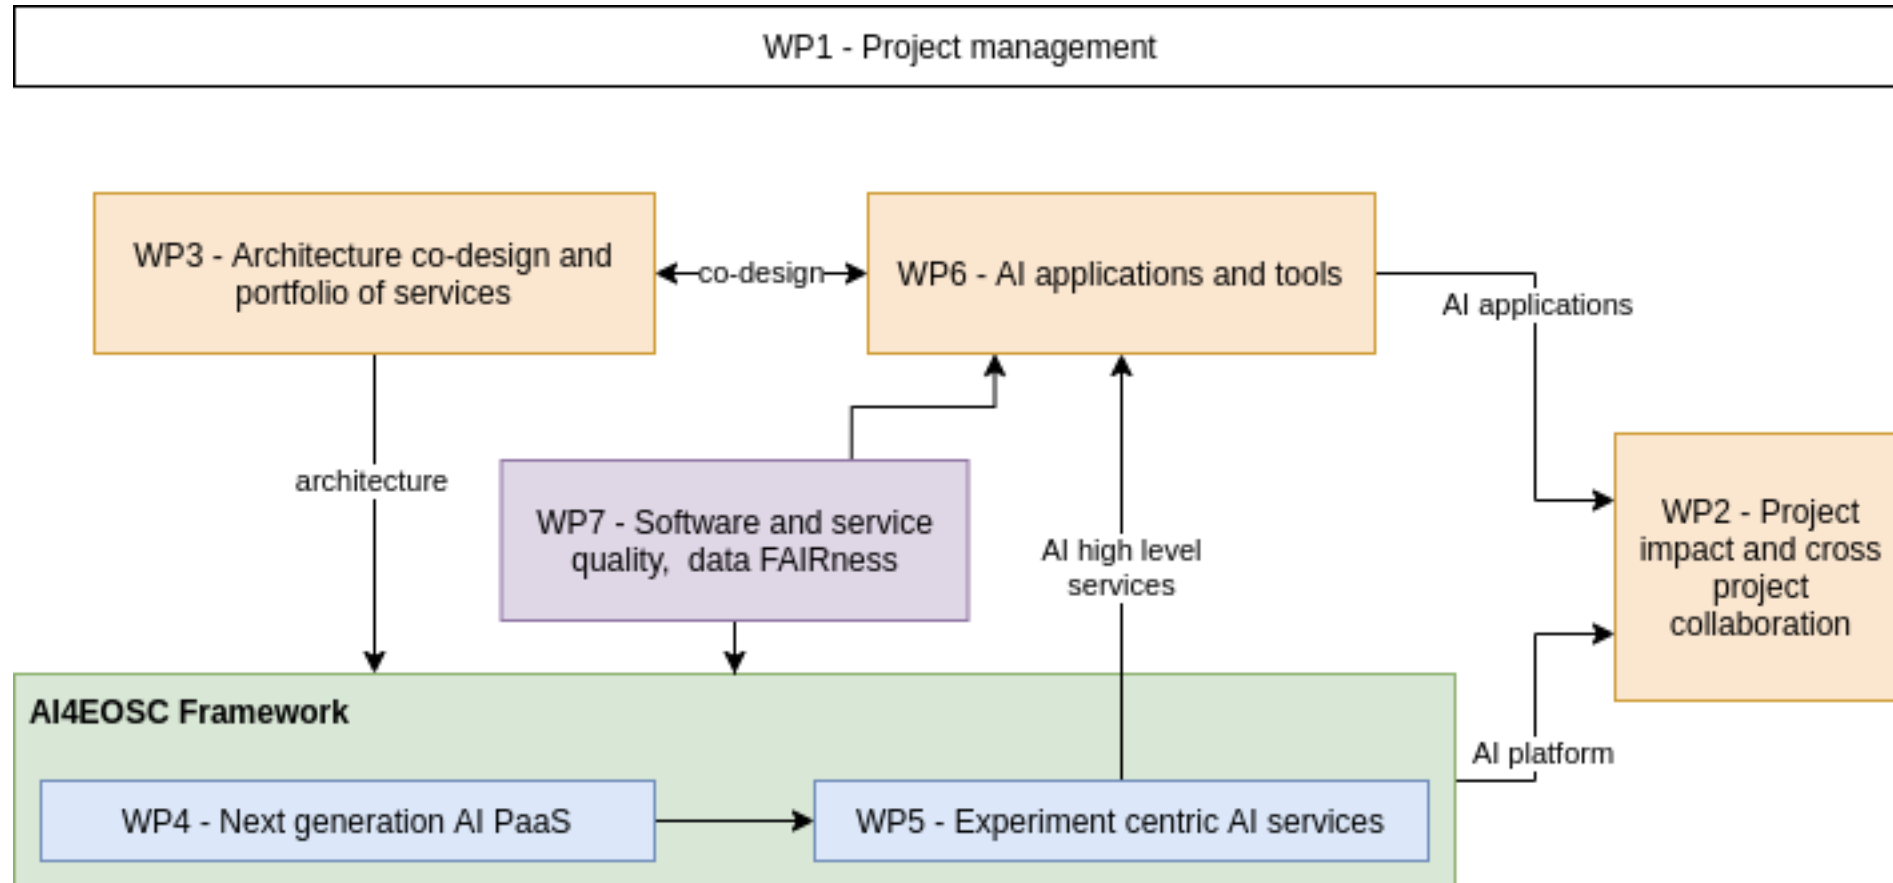 WP1 - Project management
WP3 - Architecture co-design and
portfolio of services
co-design
WP6 - AI applications and tools
AI applications
architecture
WP7 - Software and service
quality,  data FAIRness
AI high level
services
WP2 - Project
impact and cross
project
collaboration
AI4EOSC Framework
AI platform
WP4 - Next generation AI PaaS
WP5 - Experiment centric AI services